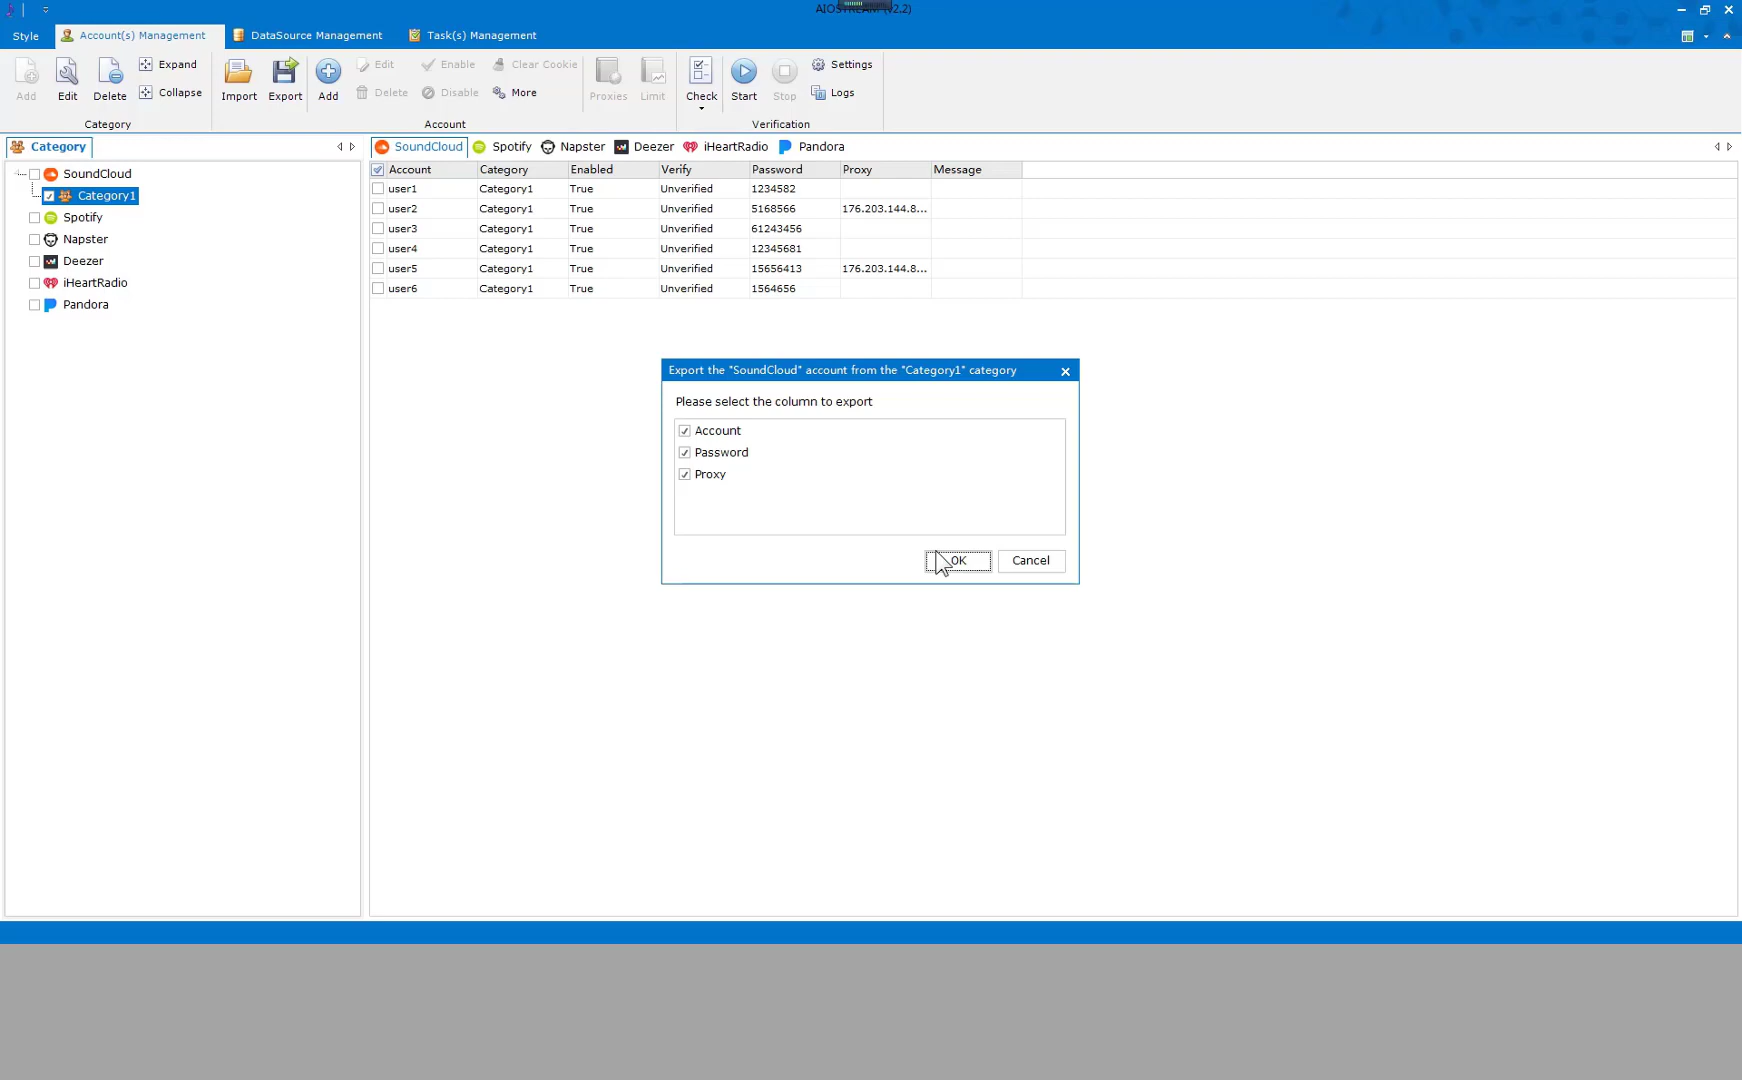 AIOSTREAM (v2.2)
Style Account(s) Management DataSource Management Task(s) Management
Add Edit Delete Expand Collapse Import Export Add Edit Delete Enable Disable Clear Cookie More Proxies Limit Check Start Stop Settings Logs
Category Account Verification
Category
SoundCloud
Category1
Spotify
Napster
Deezer
iHeartRadio
Pandora
SoundCloud Spotify Napster Deezer iHeartRadio Pandora
Account Category Enabled Verify Password Proxy Message
user1 Category1 True Unverified 1234582
user2 Category1 True Unverified 5168566 176.203.144.8...
user3 Category1 True Unverified 61243456
user4 Category1 True Unverified 12345681
user5 Category1 True Unverified 15656413 176.203.144.8...
user6 Category1 True Unverified 1564656
Export the "SoundCloud" account from the "Category1" category
Please select the column to export
Account
Password
Proxy
OK Cancel